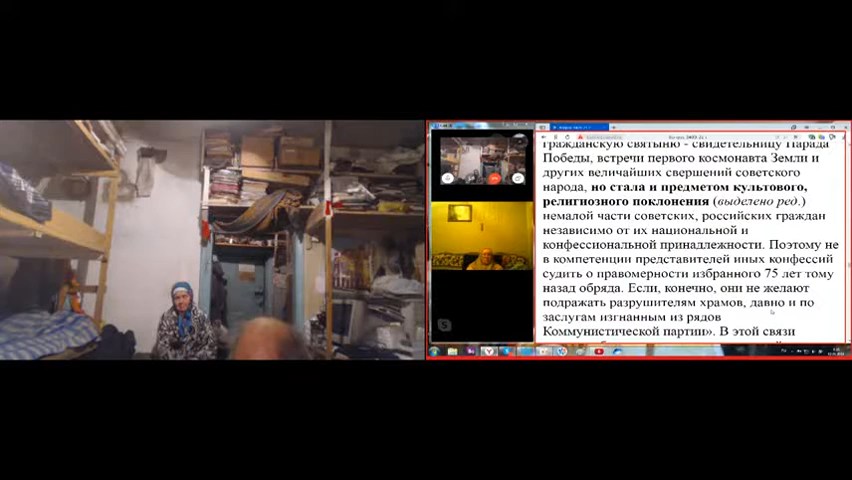 гражданскую святыню - свидетельницу Парада
Победы, встречи первого космонавта Земли и
других величайших свершений советского
народа, но стала и предметом культового,
религиозного поклонения (выделено ред.)
немалой части советских, российских граждан
независимо от их национальной и
конфессиональной принадлежности. Поэтому не
в компетенции представителей иных конфессий
судить о правомерности избранного 75 лет тому
назад обряда. Если, конечно, они не желают
подражать разрушителям храмов, давно и по
заслугам изгнанным из рядов
Коммунистической партии». В этой связи